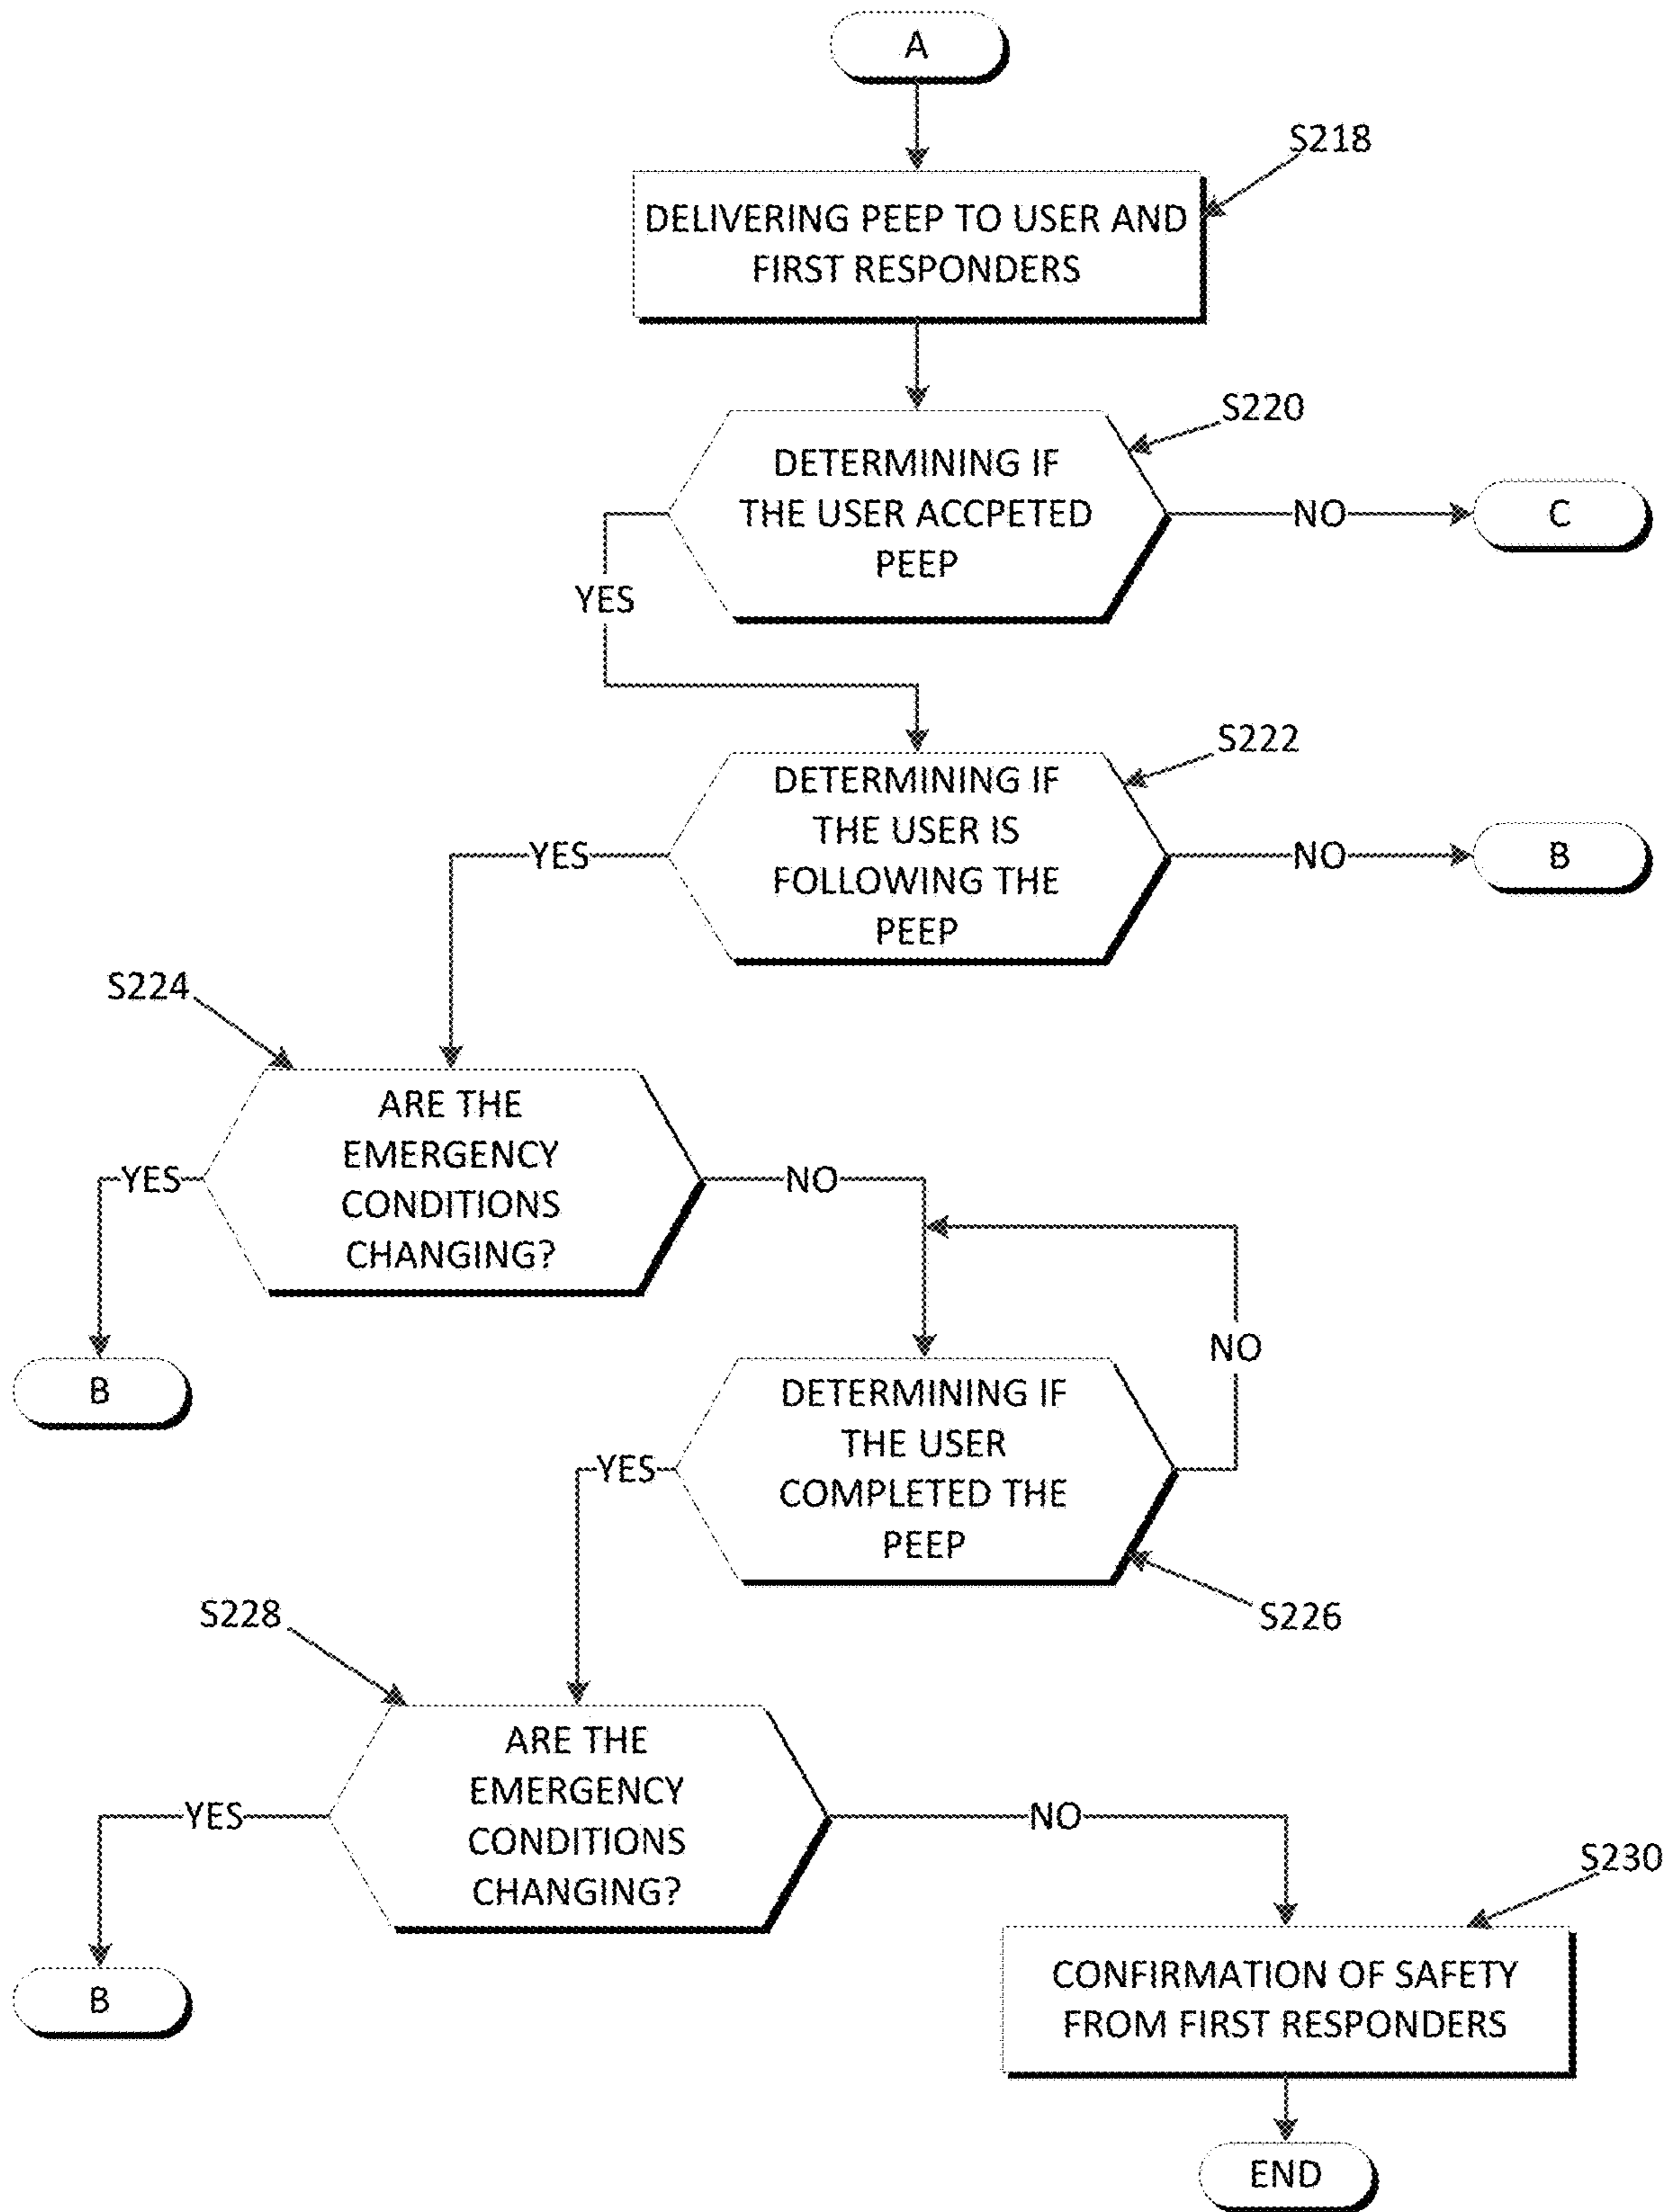 A
S218
DELIVERING PEEP TO USER AND
FIRST RESPONDERS
S220
DETERMINING IF
THE USER ACCPETED
PEEP
NO
C
YES
S222
DETERMINING IF
THE USER IS
FOLLOWING THE
PEEP
YES
NO
B
S224
ARE THE
EMERGENCY
CONDITIONS
CHANGING?
YES
NO
B
NO
DETERMINING IF
THE USER
COMPLETED THE
PEEP
YES
S226
S228
ARE THE
EMERGENCY
CONDITIONS
CHANGING?
YES
NO
B
S230
CONFIRMATION OF SAFETY
FROM FIRST RESPONDERS
END